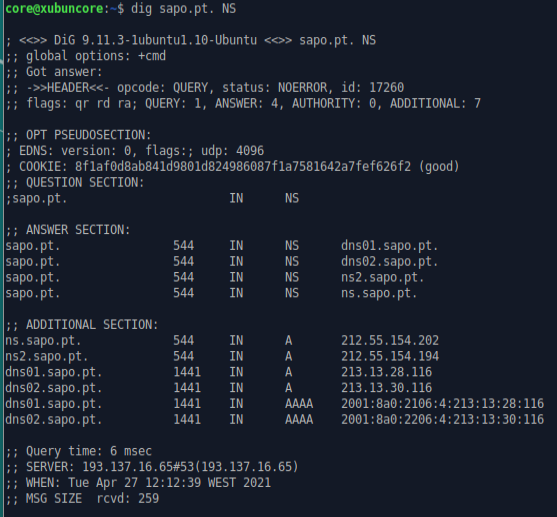 core@xubuncore:~$ dig sapo.pt. NS

; <<>> DiG 9.11.3-1ubuntu1.10-Ubuntu <<>> sapo.pt. NS
;; global options: +cmd
;; Got answer:
;; ->>HEADER<<- opcode: QUERY, status: NOERROR, id: 17260
;; flags: qr rd ra; QUERY: 1, ANSWER: 4, AUTHORITY: 0, ADDITIONAL: 7

;; OPT PSEUDOSECTION:
; EDNS: version: 0, flags:; udp: 4096
; COOKIE: 8f1af0d8ab841d9801d824986087f1a7581642a7fef626f2 (good)
;; QUESTION SECTION:
;sapo.pt. IN NS

;; ANSWER SECTION:
sapo.pt. 544 IN NS dns01.sapo.pt.
sapo.pt. 544 IN NS dns02.sapo.pt.
sapo.pt. 544 IN NS ns2.sapo.pt.
sapo.pt. 544 IN NS ns.sapo.pt.

;; ADDITIONAL SECTION:
ns.sapo.pt. 544 IN A 212.55.154.202
ns2.sapo.pt. 544 IN A 212.55.154.194
dns01.sapo.pt. 1441 IN A 213.13.28.116
dns02.sapo.pt. 1441 IN A 213.13.30.116
dns01.sapo.pt. 1441 IN AAAA 2001:8a0:2106:4:213:13:28:116
dns02.sapo.pt. 1441 IN AAAA 2001:8a0:2206:4:213:13:30:116

;; Query time: 6 msec
;; SERVER: 193.137.16.65#53(193.137.16.65)
;; WHEN: Tue Apr 27 12:12:39 WEST 2021
;; MSG SIZE rcvd: 259